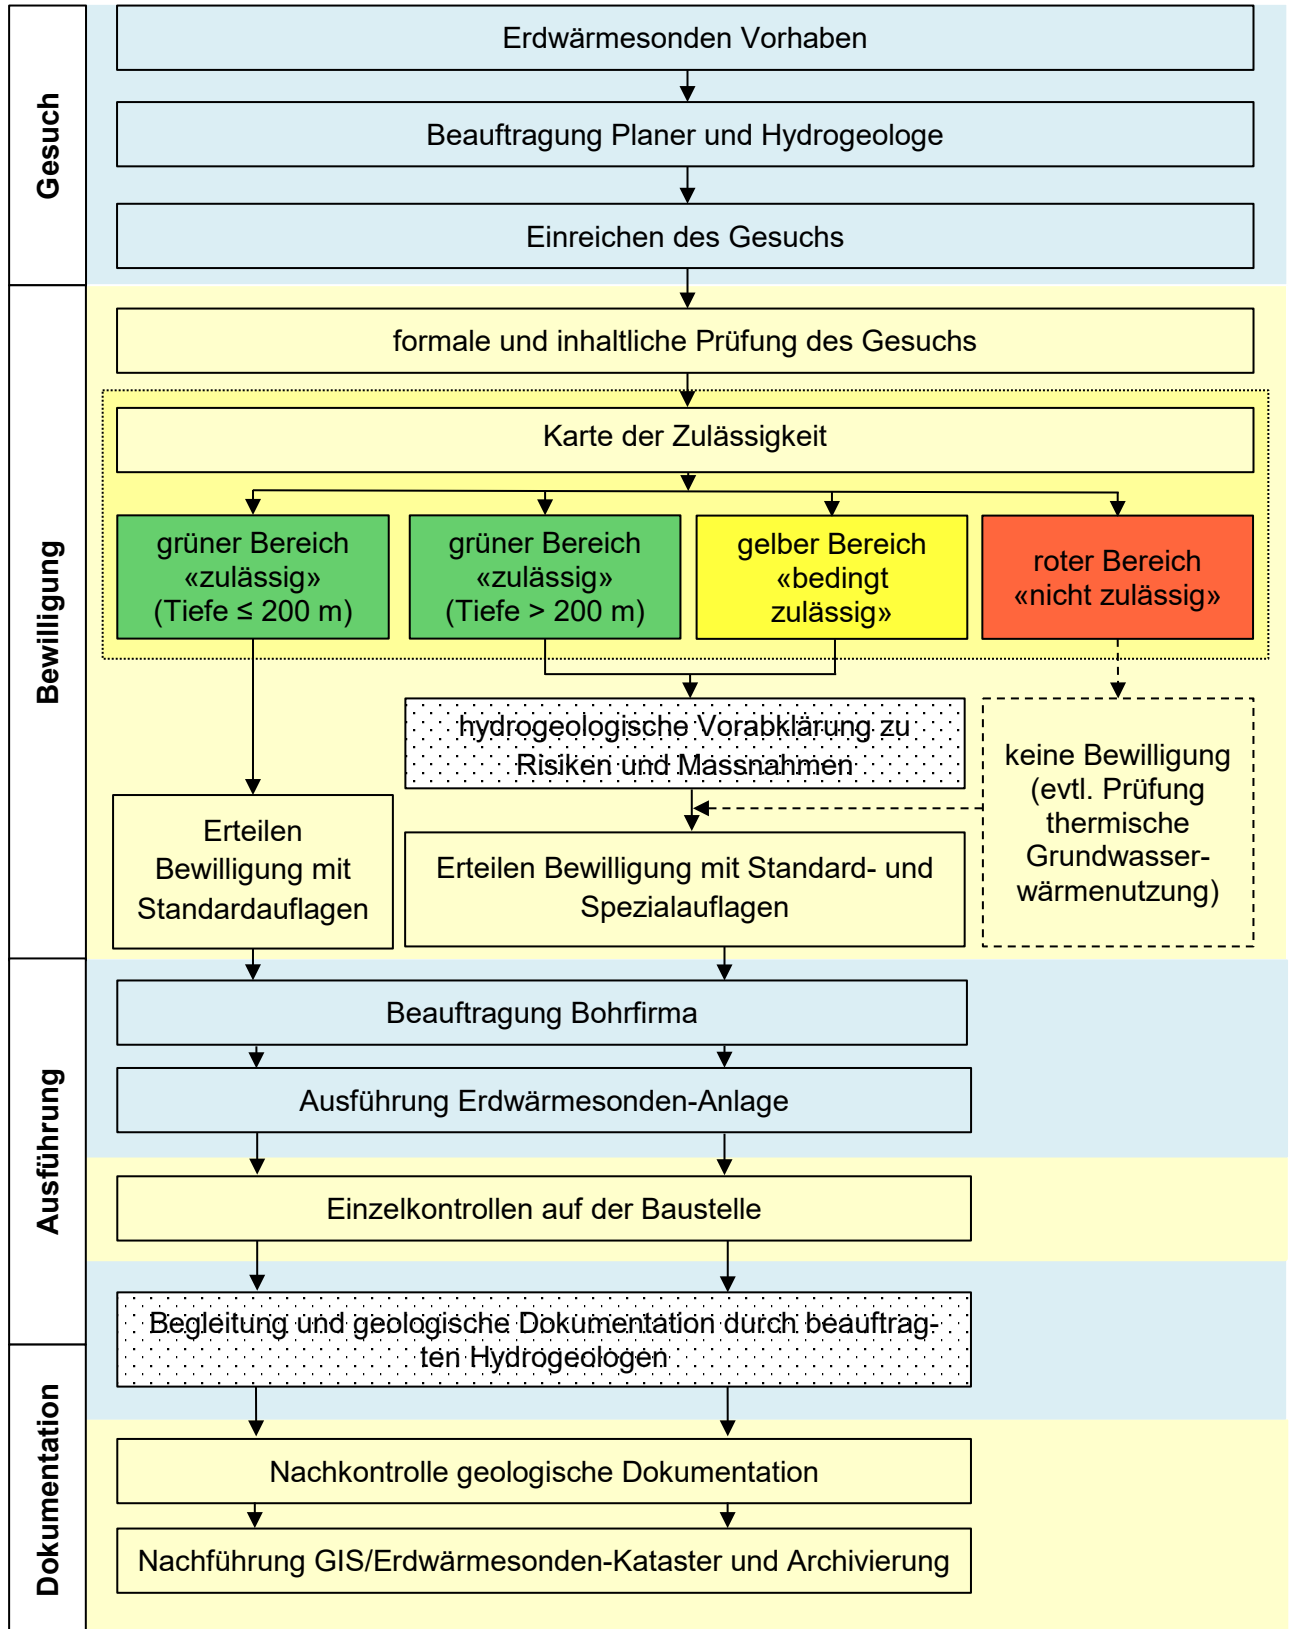 Gesuch
Erdwärmesonden Vorhaben
Beauftragung Planer und Hydrogeologe
Einreichen des Gesuchs
Bewilligung
formale und inhaltliche Prüfung des Gesuchs
Karte der Zulässigkeit
grüner Bereich
«zulässig»
(Tiefe ≤ 200 m)
grüner Bereich
«zulässig»
(Tiefe > 200 m)
gelber Bereich
«bedingt
zulässig»
roter Bereich
«nicht zulässig»
hydrogeologische Vorabklärung zu
Risiken und Massnahmen
keine Bewilligung
(evtl. Prüfung
thermische
Grundwasser-
wärmenutzung)
Erteilen
Bewilligung mit
Standardauflagen
Erteilen Bewilligung mit Standard- und
Spezialauflagen
Ausführung
Beauftragung Bohrfirma
Ausführung Erdwärmesonden-Anlage
Einzelkontrollen auf der Baustelle
Begleitung und geologische Dokumentation durch beauftrag-
ten Hydrogeologen
Dokumentation
Nachkontrolle geologische Dokumentation
Nachführung GIS/Erdwärmesonden-Kataster und Archivierung